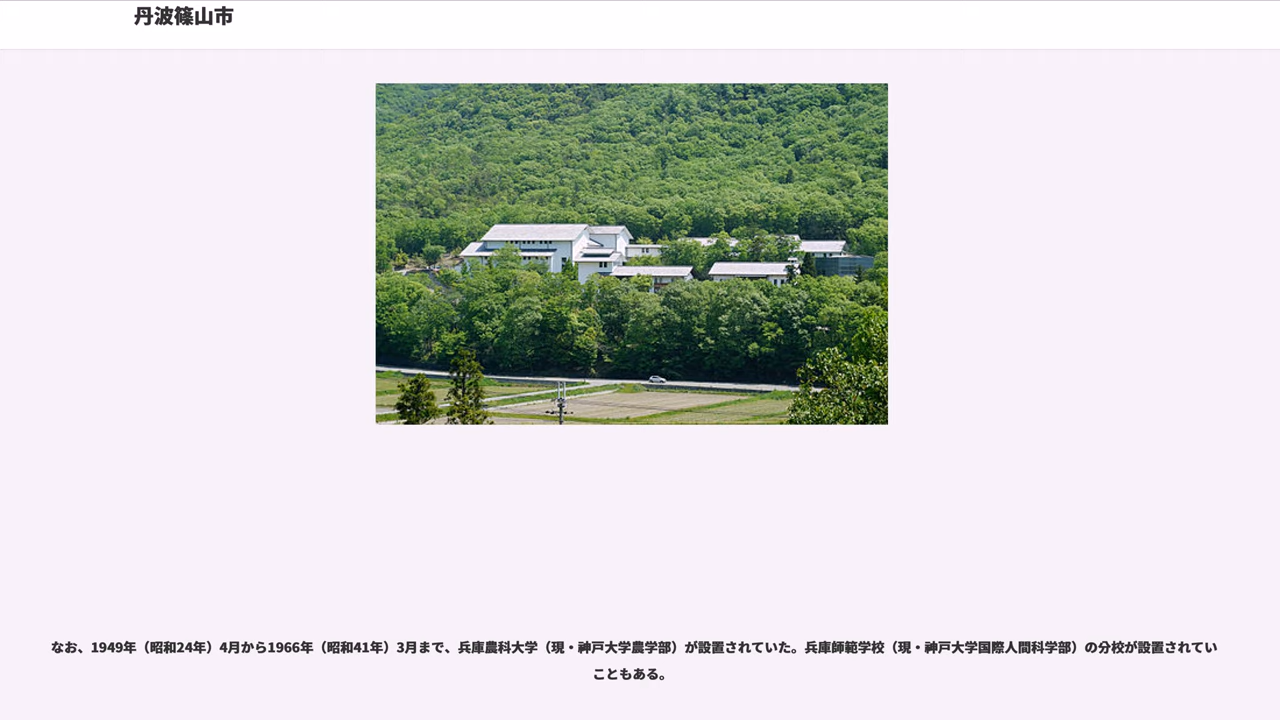 丹波篠山市
なお、1949年（昭和24年）4月から1966年（昭和41年）3月まで、兵庫農科大学（現・神戸大学農学部）が設置されていた。兵庫師範学校（現・神戸大学国際人間科学部）の分校が設置されてい
こともある。